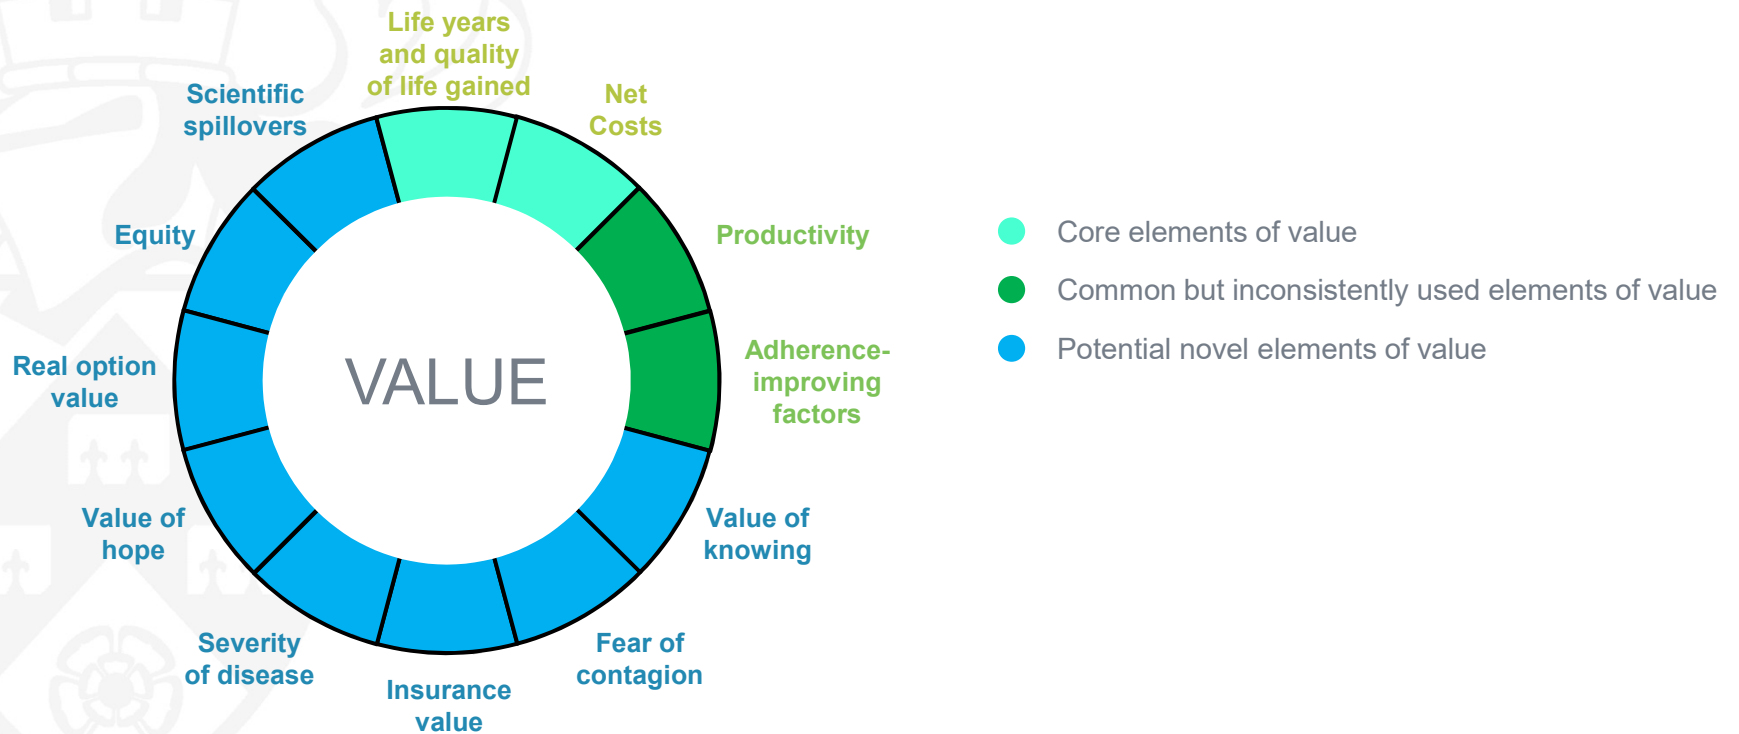 Life years
and quality
of life gained
Net
Costs
Productivity
Adherence-
improving
factors
Value of
knowing
Fear of
contagion
Insurance
value
Severity
of disease
Value of
hope
Real option
value
Equity
Scientific
spillovers
VALUE
Core elements of value
Common but inconsistently used elements of value
Potential novel elements of value